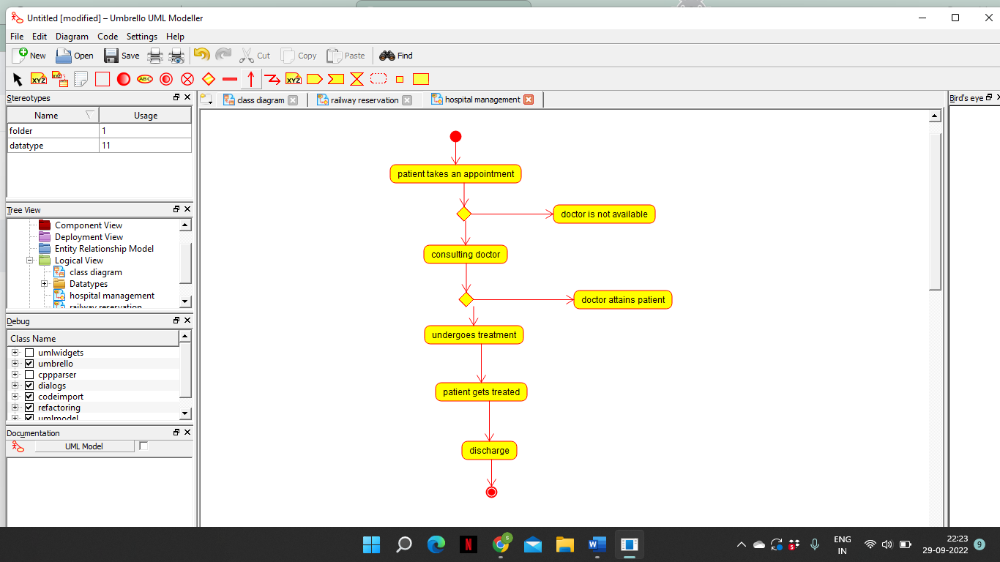 Untitled [modified] – Umbrello UML Modeller
File Edit Diagram Code Settings Help
New Open Save Cut Copy Paste Find
XYZ XYZ ABC XYZ
Stereotypes
Name Usage
folder 1
datatype 11
Tree View
Component View
Deployment View
Entity Relationship Model
Logical View
class diagram
Datatypes
hospital management
railway reservation
Debug
Class Name
umlwidgets
umbrello
cppparser
dialogs
codeimport
refactoring
umlmodel
Documentation
UML Model
class diagram railway reservation hospital management
patient takes an appointment
doctor is not available
consulting doctor
doctor attains patient
undergoes treatment
patient gets treated
discharge
Bird's eye
N S W S
ENG
IN
22:23
29-09-2022
9